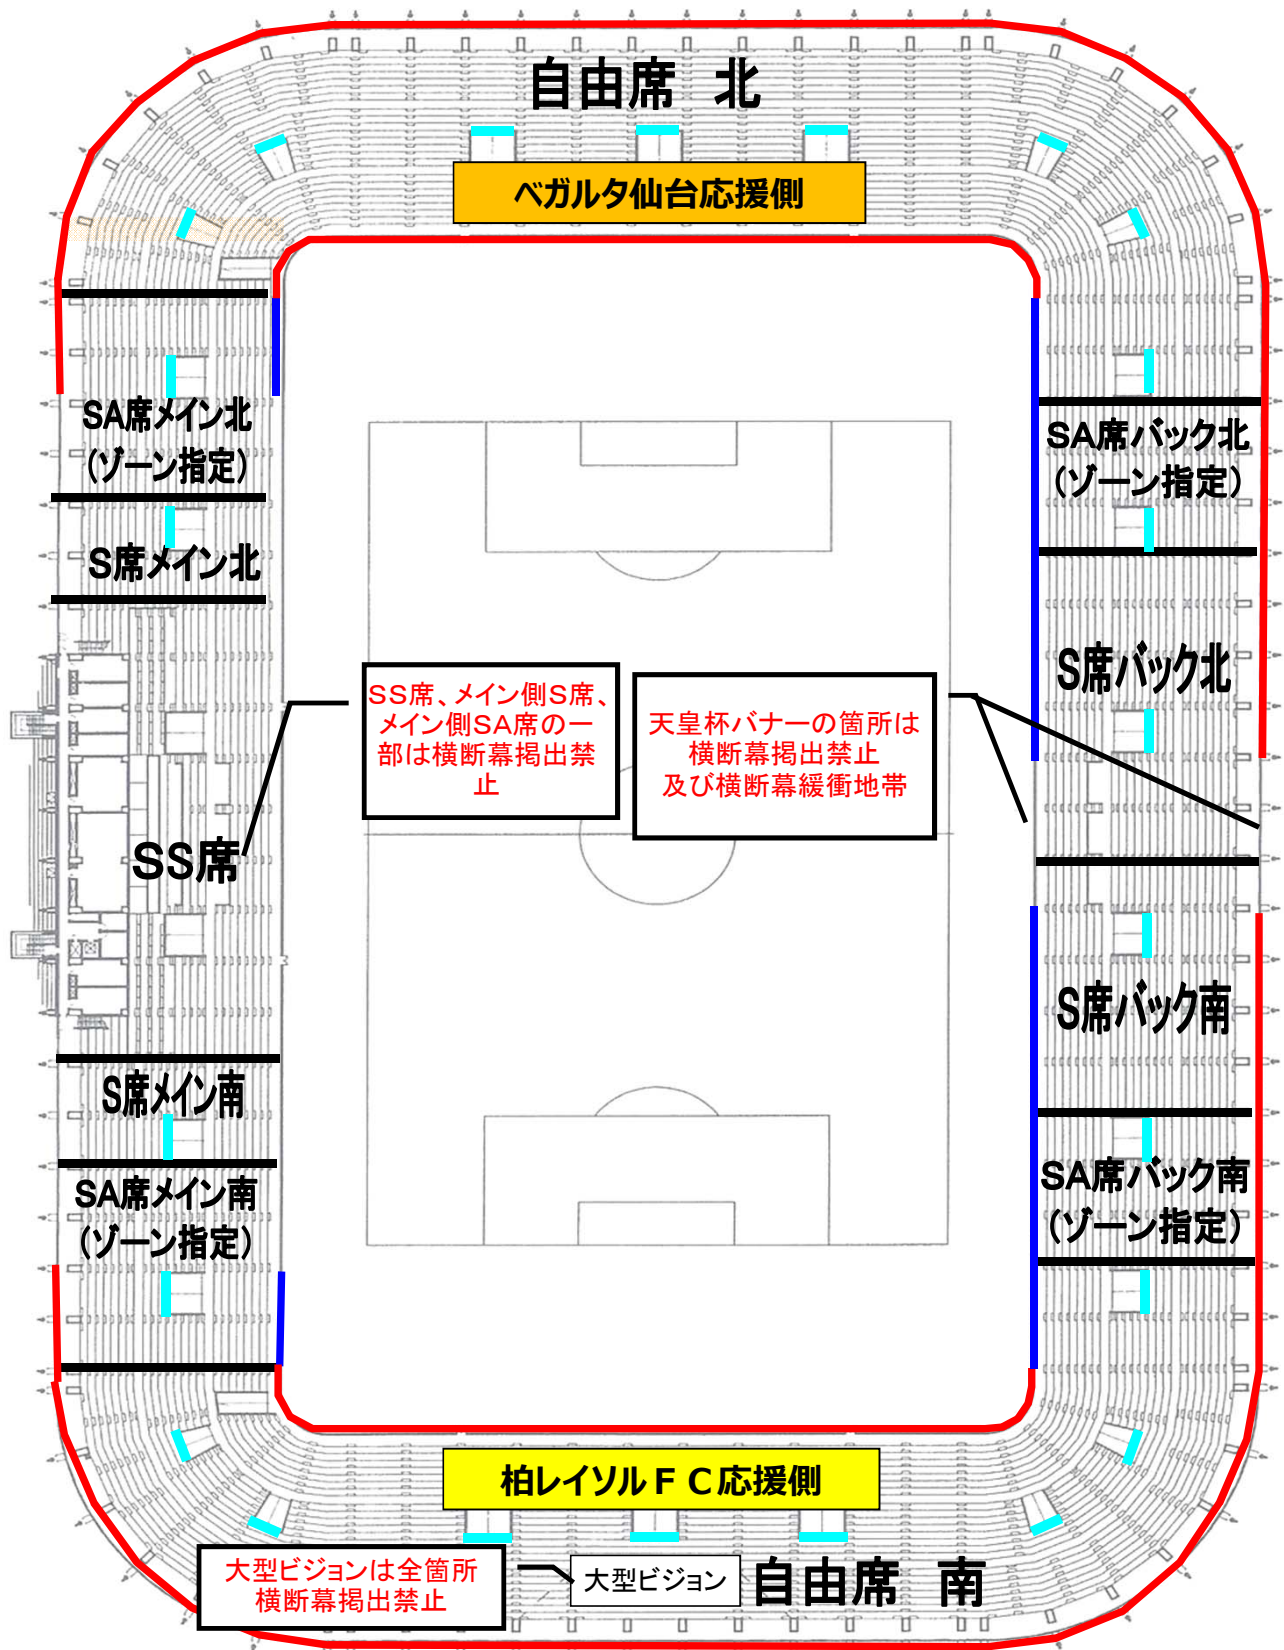 自由席　北
ベガルタ仙台応援側
SA席メイン北
（ゾーン指定）
S席メイン北
SA席バック北
（ゾーン指定）
S席バック北
SS席、メイン側S席、
メイン側SA席の一
部は横断幕掲出禁
止
天皇杯バナーの箇所は
横断幕掲出禁止
及び横断幕緩衝地帯
SS席
S席バック南
S席メイン南
SA席メイン南
（ゾーン指定）
SA席バック南
（ゾーン指定）
柏レイソルＦＣ応援側
大型ビジョンは全箇所
横断幕掲出禁止
大型ビジョン
自由席　南